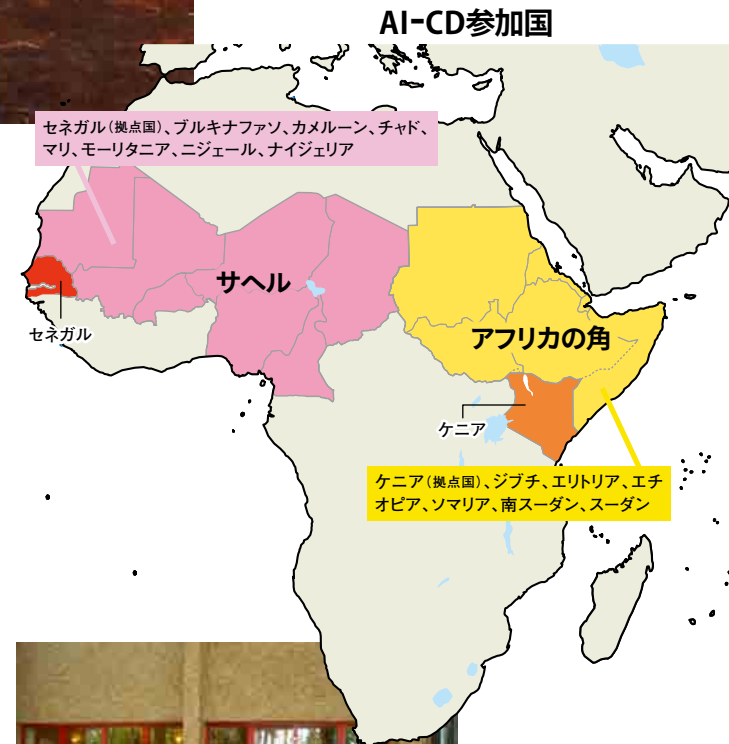 AI-CD参加国
セネガル（拠点国）、ブルキナファソ、カメルーン、チャド、
マリ、モーリタニア、ニジェール、ナイジェリア
サヘル
セネガル
アフリカの角
ケニア
ケニア（拠点国）、ジブチ、エリトリア、エチ
オピア、ソマリア、南スーダン、スーダン